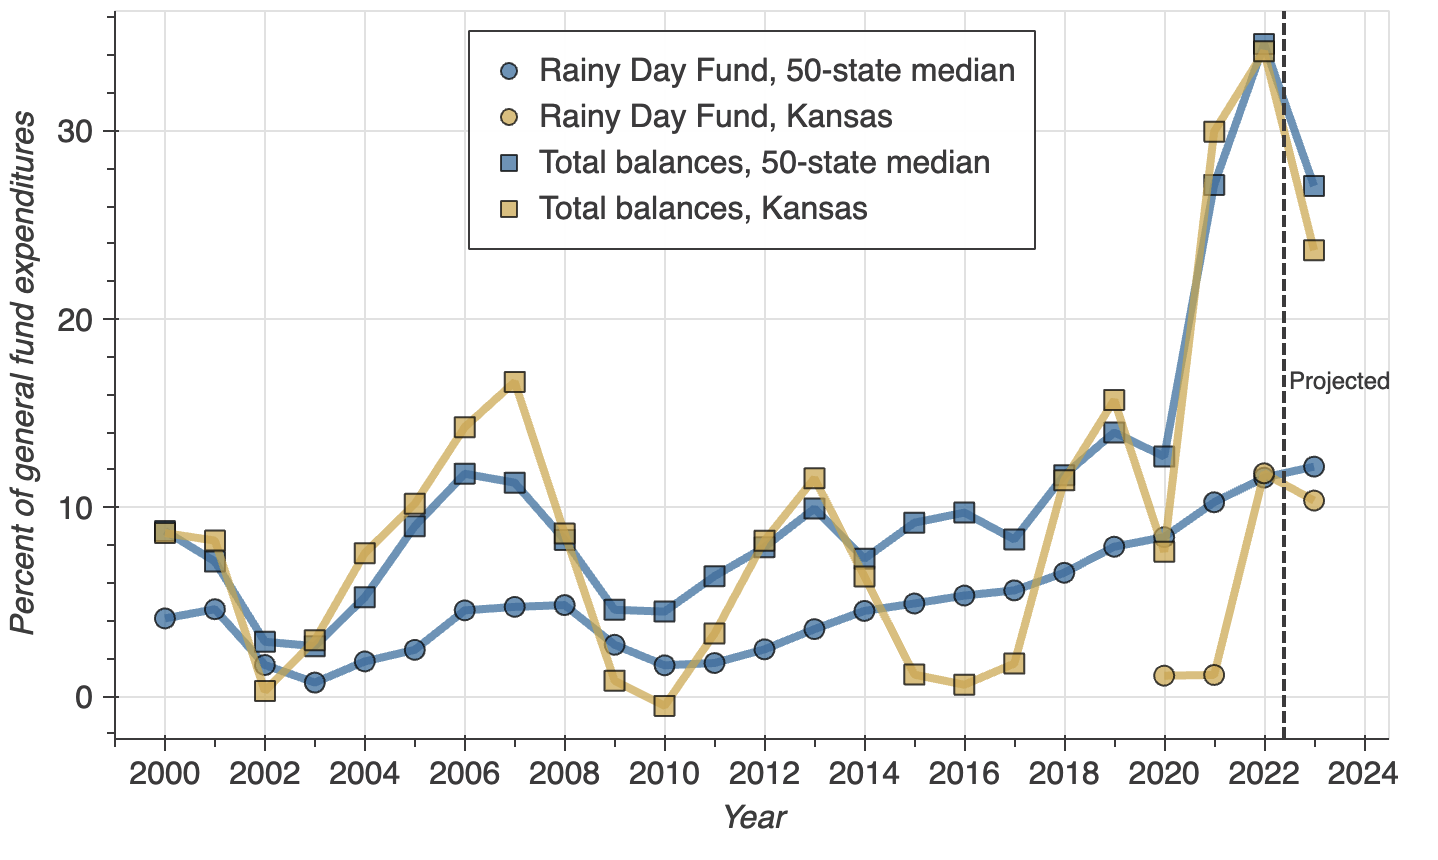 Rainy Day Fund, 50-state median
Rainy Day Fund, Kansas
Total balances, 50-state median
Total balances, Kansas
Percent of general fund expenditures
30
20
10
0
Projected
2000 2002 2004 2006 2008 2010 2012 2014 2016 2018 2020 2022 2024
Year